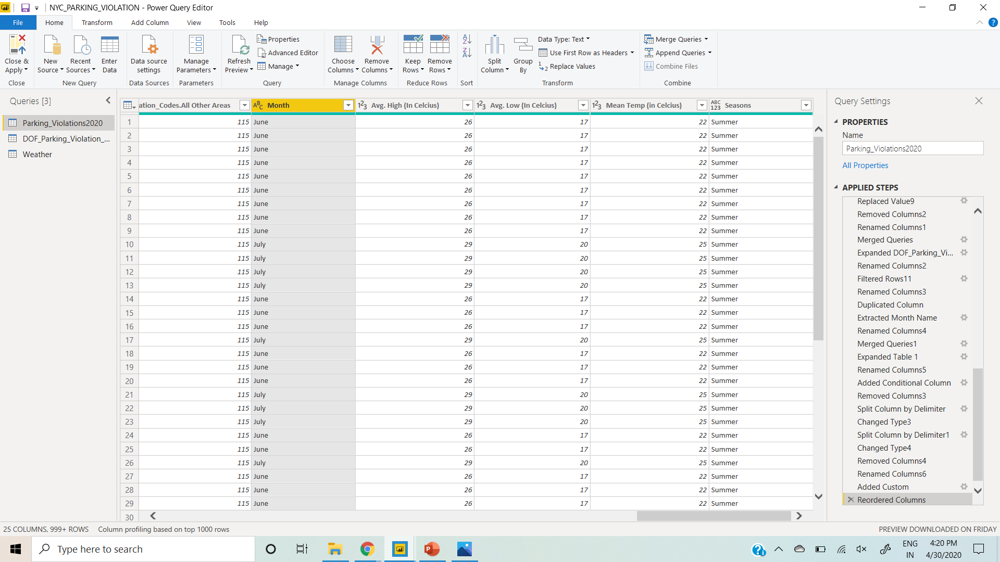 NYC_PARKING_VIOLATION - Power Query Editor
File Home Transform Add Column View Tools Help
Close & Apply
New Source
Recent Sources
Enter Data
Data source settings
Manage Parameters
Refresh Preview
Properties
Advanced Editor
Manage
Choose Columns
Remove Columns
Keep Rows
Remove Rows
Split Column
Group By
Data Type: Text
Use First Row as Headers
Replace Values
Merge Queries
Append Queries
Combine Files
Close New Query Data Sources Parameters Query Manage Columns Reduce Rows Sort Transform Combine
Queries [3]
Parking_Violations2020
DOF_Parking_Violation_...
Weather
ation_Codes.All Other Areas ABC Month 123 Avg. High (In Celcius) 123 Avg. Low (In Celcius) 123 Mean Temp (in Celcius) ABC 123 Seasons
1 115 June 26 17 22 Summer
2 115 June 26 17 22 Summer
3 115 June 26 17 22 Summer
4 115 June 26 17 22 Summer
5 115 June 26 17 22 Summer
6 115 June 26 17 22 Summer
7 115 June 26 17 22 Summer
8 115 June 26 17 22 Summer
9 115 June 26 17 22 Summer
10 115 July 29 20 25 Summer
11 115 July 29 20 25 Summer
12 115 July 29 20 25 Summer
13 115 July 29 20 25 Summer
14 115 June 26 17 22 Summer
15 115 June 26 17 22 Summer
16 115 June 26 17 22 Summer
17 115 July 29 20 25 Summer
18 115 June 26 17 22 Summer
19 115 June 26 17 22 Summer
20 115 June 26 17 22 Summer
21 115 July 29 20 25 Summer
22 115 July 29 20 25 Summer
23 115 July 29 20 25 Summer
24 115 June 26 17 22 Summer
25 115 June 26 17 22 Summer
26 115 July 29 20 25 Summer
27 115 June 26 17 22 Summer
28 115 June 26 17 22 Summer
29 115 June 26 17 22 Summer
30
Query Settings
PROPERTIES
Name
Parking_Violations2020
All Properties
APPLIED STEPS
Replaced Value9
Removed Columns2
Renamed Columns1
Merged Queries
Expanded DOF_Parking_Vi...
Renamed Columns2
Filtered Rows11
Renamed Columns3
Duplicated Column
Extracted Month Name
Renamed Columns4
Merged Queries1
Expanded Table 1
Renamed Columns5
Added Conditional Column
Removed Columns3
Split Column by Delimiter
Changed Type3
Split Column by Delimiter1
Changed Type4
Removed Columns4
Renamed Columns6
Added Custom
Reordered Columns
25 COLUMNS, 999+ ROWS Column profiling based on top 1000 rows PREVIEW DOWNLOADED ON FRIDAY
Type here to search
ENG
IN
4:20 PM
4/30/2020